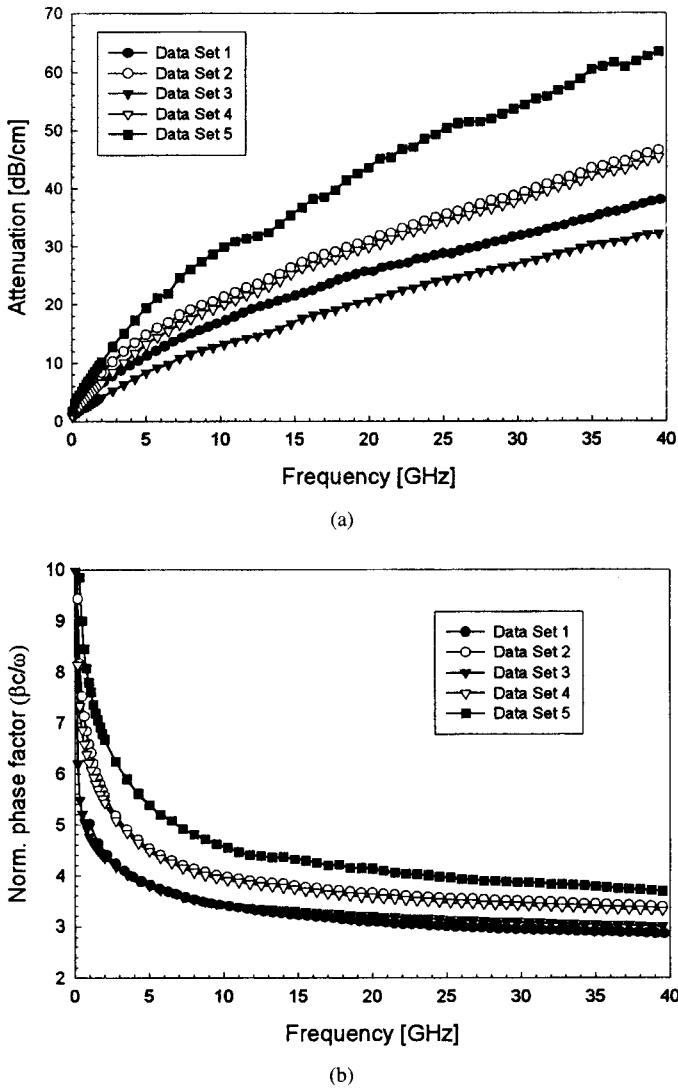 70
60
50
40
30
20
10
0
Attenuation [dB/cm]
Data Set 1
Data Set 2
Data Set 3
Data Set 4
Data Set 5
0 5 10 15 20 25 30 35 40
Frequency [GHz]
(a)
10
9
8
7
6
5
4
3
2
Norm. phase factor (βc/ω)
Data Set 1
Data Set 2
Data Set 3
Data Set 4
Data Set 5
0 5 10 15 20 25 30 35 40
Frequency [GHz]
(b)